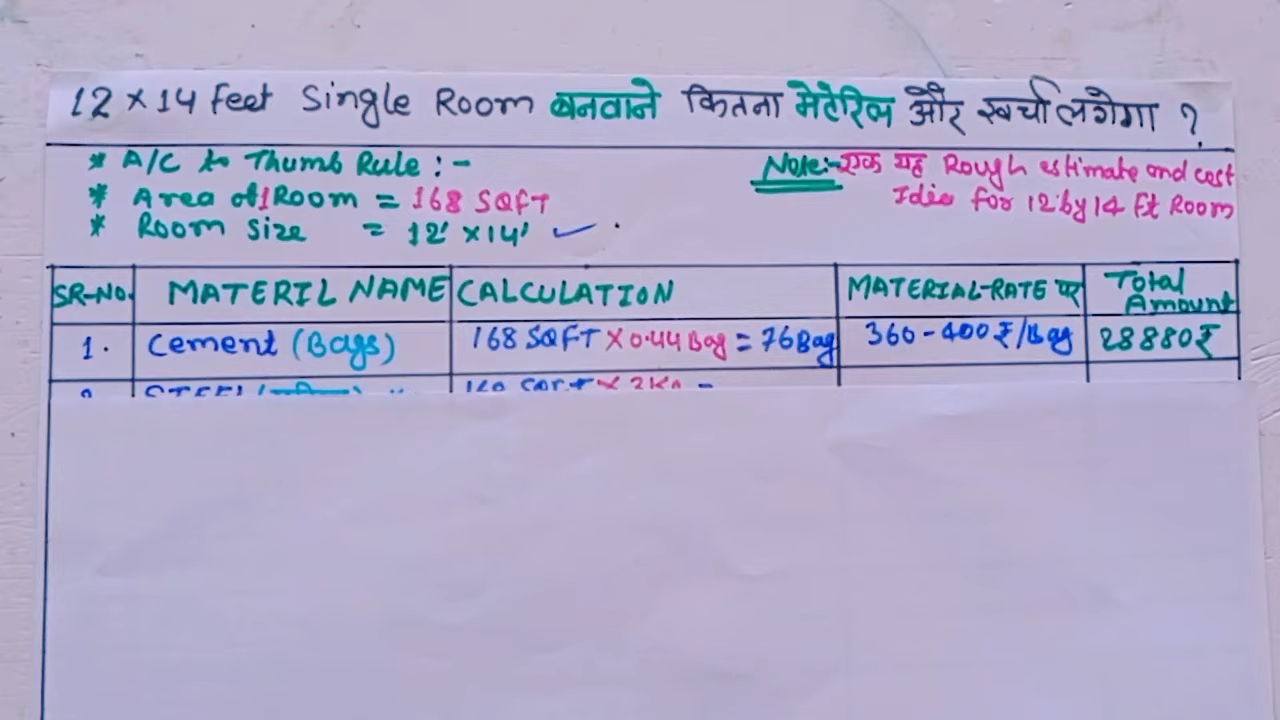 12 × 14 Feet Single Room बनवाने कितना मेटेरिल और खर्चा लगेगा ?
* A/C to Thumb Rule :-
* Area of 1 Room = 168 SQFT
* Room Size = 12' × 14'
Note:- एक यह Rough estimate and cost
Idie for 12 by 14 Ft Room
SR-NO. MATERIL NAME CALCULATION MATERIAL-RATE पर Total Amount
1. Cement (Bags) 168 SQFT × 0.44 Bag = 76 Bag 360-400 ₹/Bag 28880 ₹